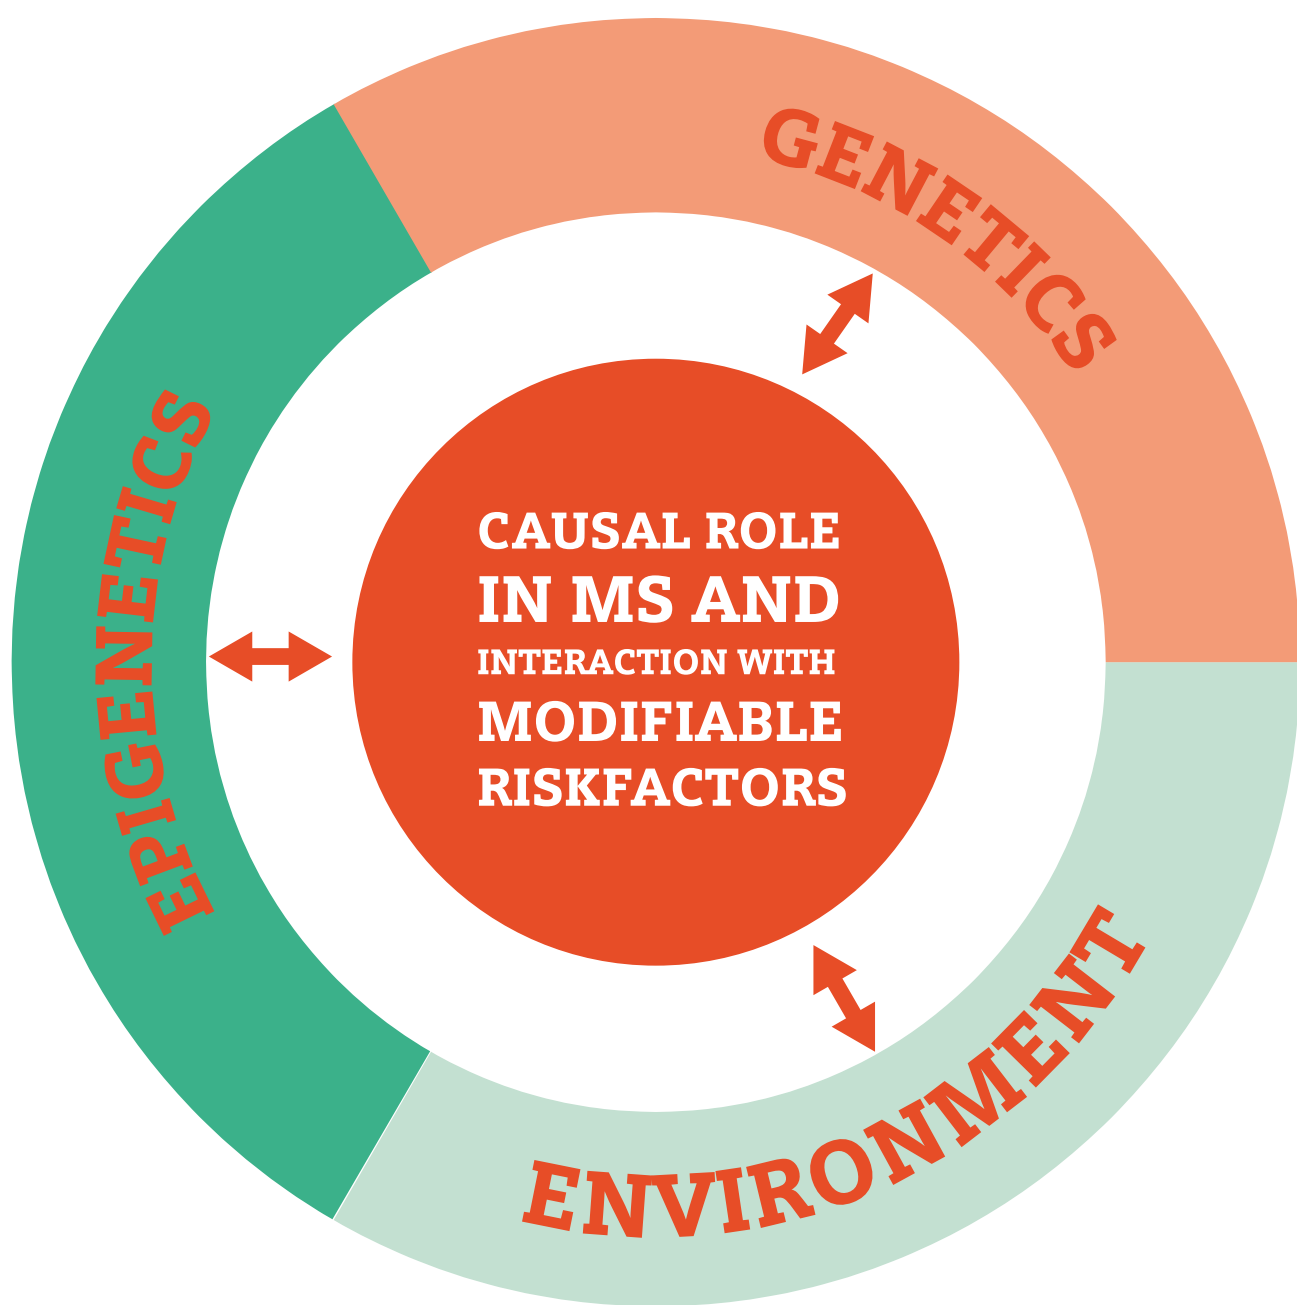 GENETICS
EPIGENETICS
CAUSAL ROLE
IN MS AND
INTERACTION WITH
MODIFIABLE
RISKFACTORS
ENVIRONMENT